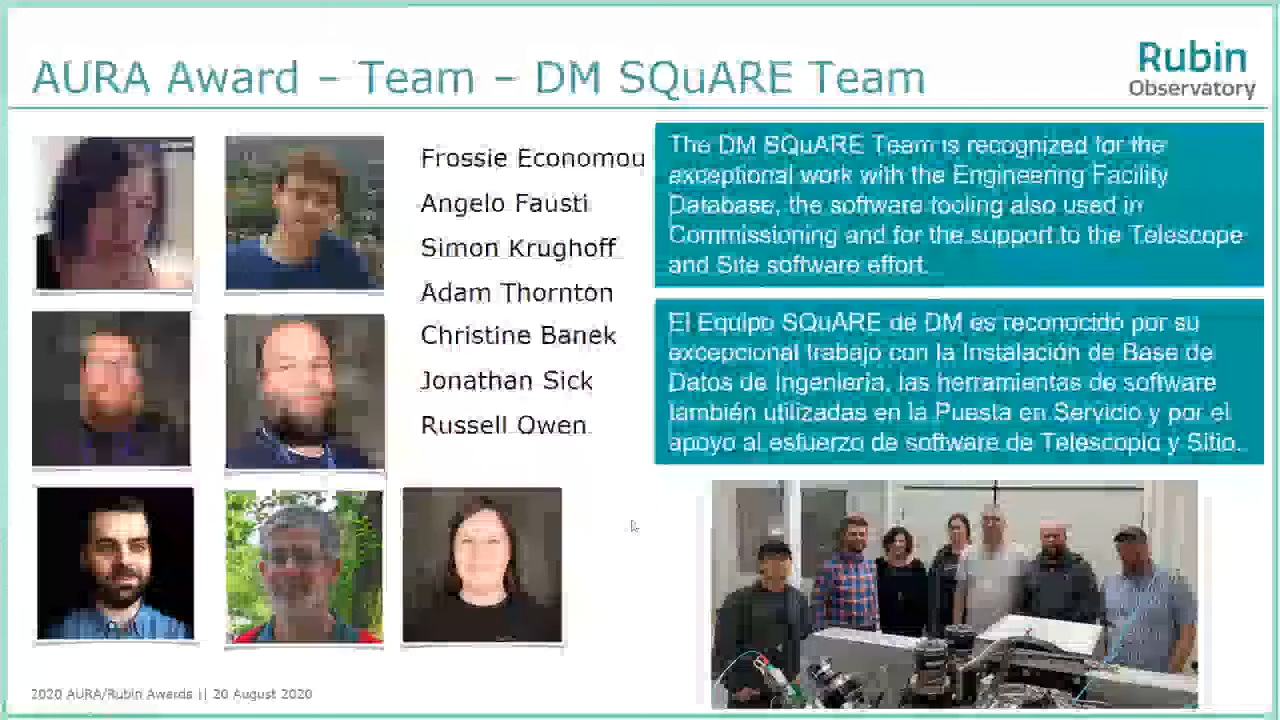 AURA Award – Team – DM SQuARE Team
Rubin
Observatory
Frossie Economou
Angelo Fausti
Simon Krughoff
Adam Thornton
Christine Banek
Jonathan Sick
Russell Owen
The DM SQuARE Team is recognized for the
exceptional work with the Engineering Facility
Database, the software tooling also used in
Commissioning and for the support to the Telescope
and Site software effort.
El Equipo SQuARE de DM es reconocido por su
excepcional trabajo con la Instalación de Base de
Datos de Ingeniería, las herramientas de software
también utilizadas en la Puesta en Servicio y por el
apoyo al esfuerzo de software de Telescopio y Sitio.
2020 AURA/Rubin Awards || 20 August 2020